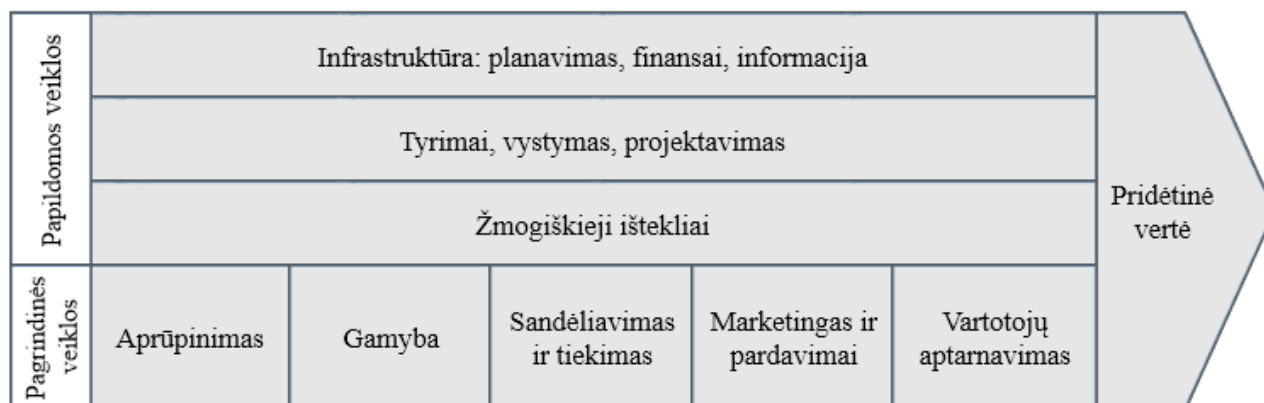 Papildomos veiklos
Infrastruktūra: planavimas, finansai, informacija
Tyrimai, vystymas, projektavimas
Žmogiškieji ištekliai
Pagrindinės
veiklos
Aprūpinimas
Gamyba
Sandėliavimas
ir tiekimas
Marketingas ir
pardavimai
Vartotojų
aptarnavimas
Pridėtinė
vertė